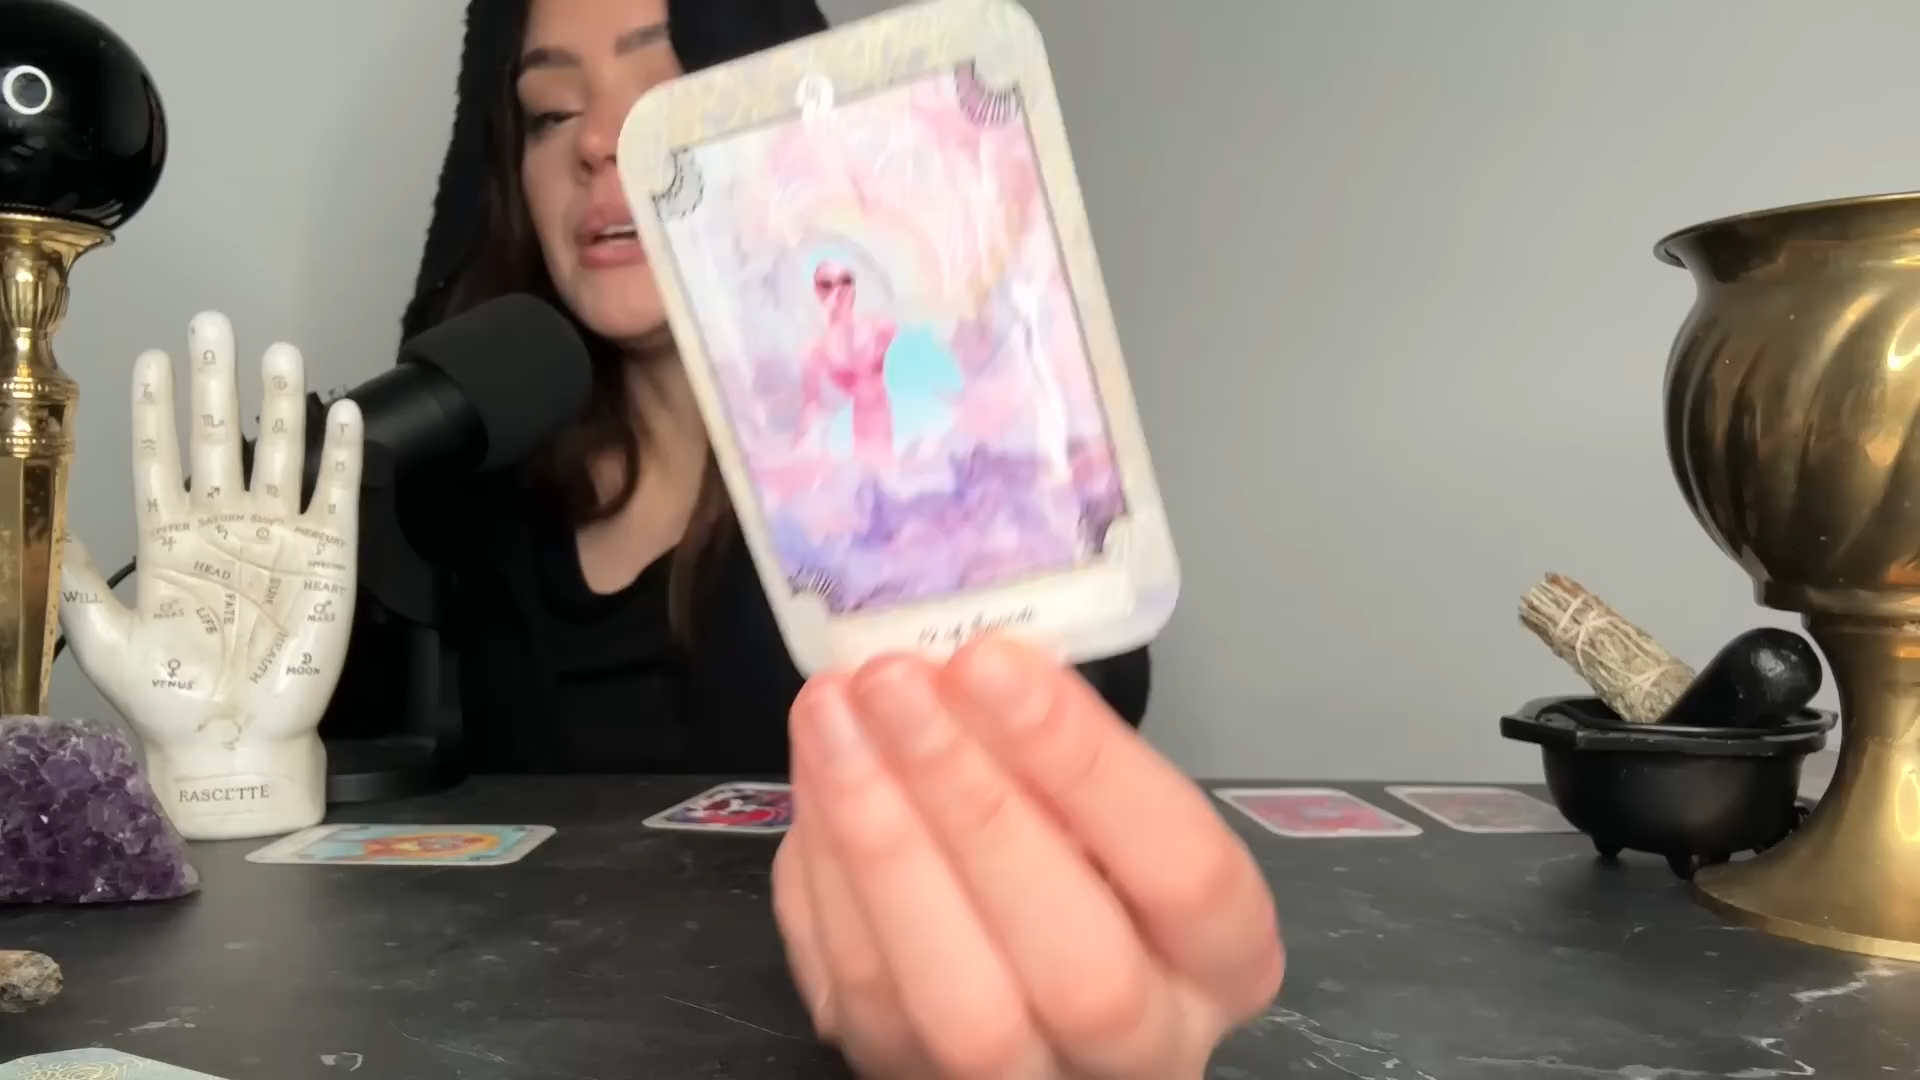 SATURN
MERCURY
HEAD
HEART
WILL
FATE
LIFE
MARS
MARS
HEALTH
VENUS
MOON
RASCETTE